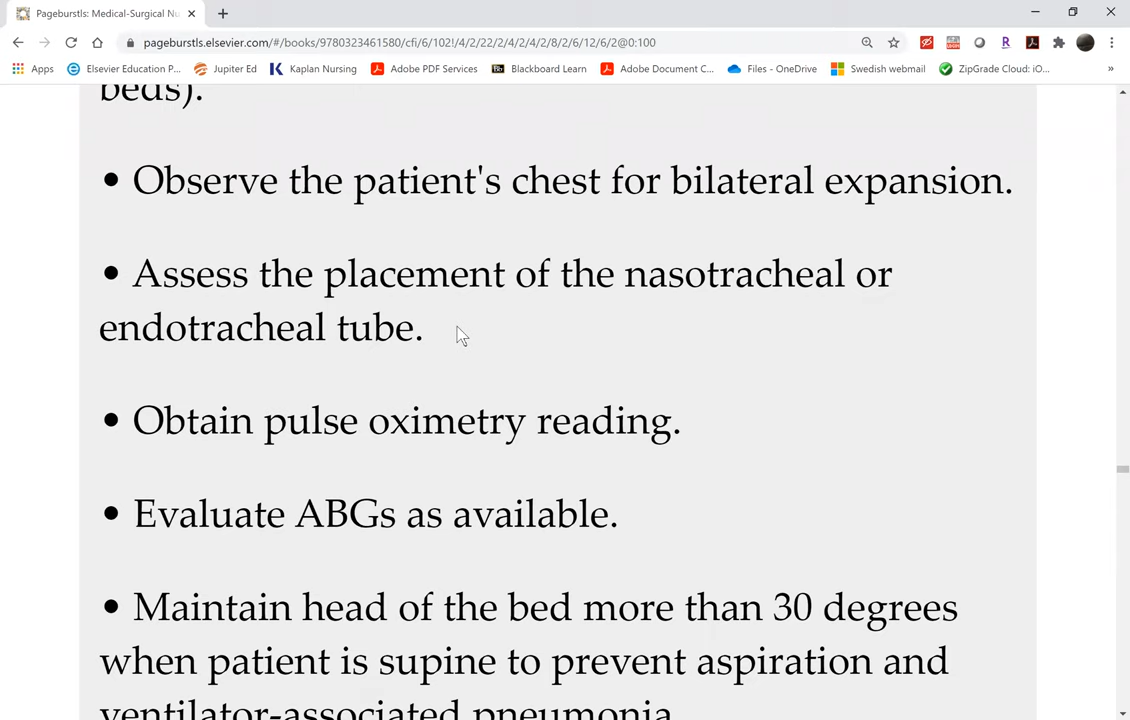 Pageburstls: Medical-Surgical Nu
pageburstls.elsevier.com/#/books/9780323461580/cfi/6/102!/4/2/22/2/4/2/4/2/8/2/6/12/6/2@0:100
Apps Elsevier Education P... Jupiter Ed Kaplan Nursing Adobe PDF Services Bb Blackboard Learn Adobe Document C... Files - OneDrive Swedish webmail ZipGrade Cloud: iO... »
beds).
• Observe the patient's chest for bilateral expansion.
• Assess the placement of the nasotracheal or
endotracheal tube.
• Obtain pulse oximetry reading.
• Evaluate ABGs as available.
• Maintain head of the bed more than 30 degrees
when patient is supine to prevent aspiration and
ventilator-associated pneumonia.